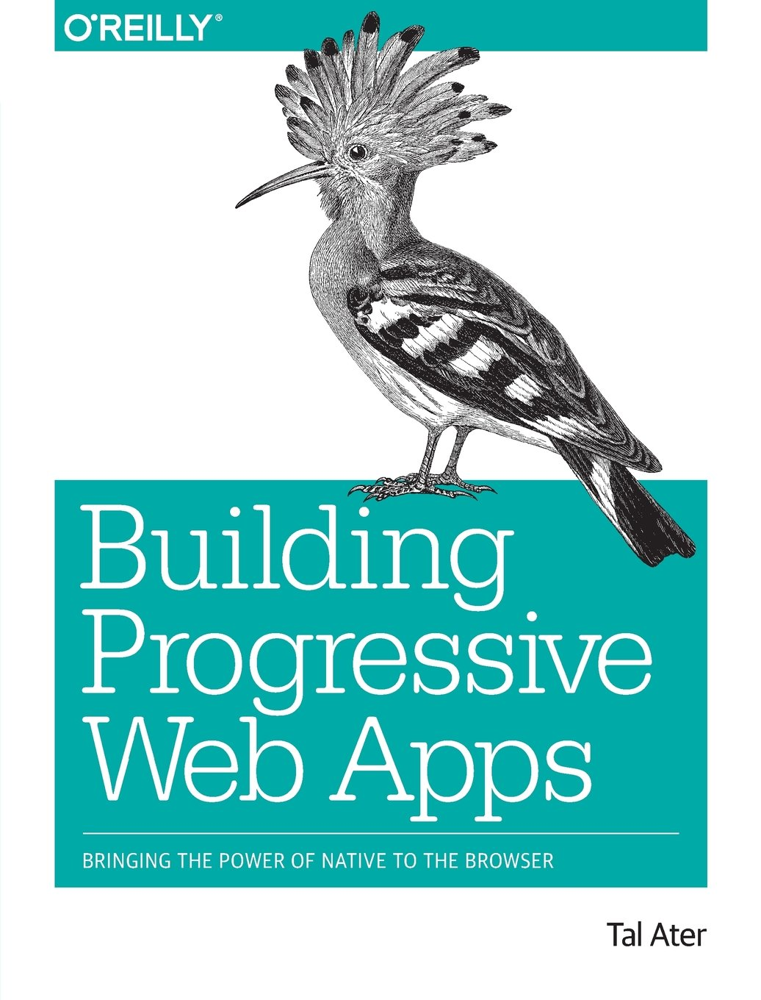 O'REILLY®
Building
Progressive
Web Apps
BRINGING THE POWER OF NATIVE TO THE BROWSER
Tal Ater